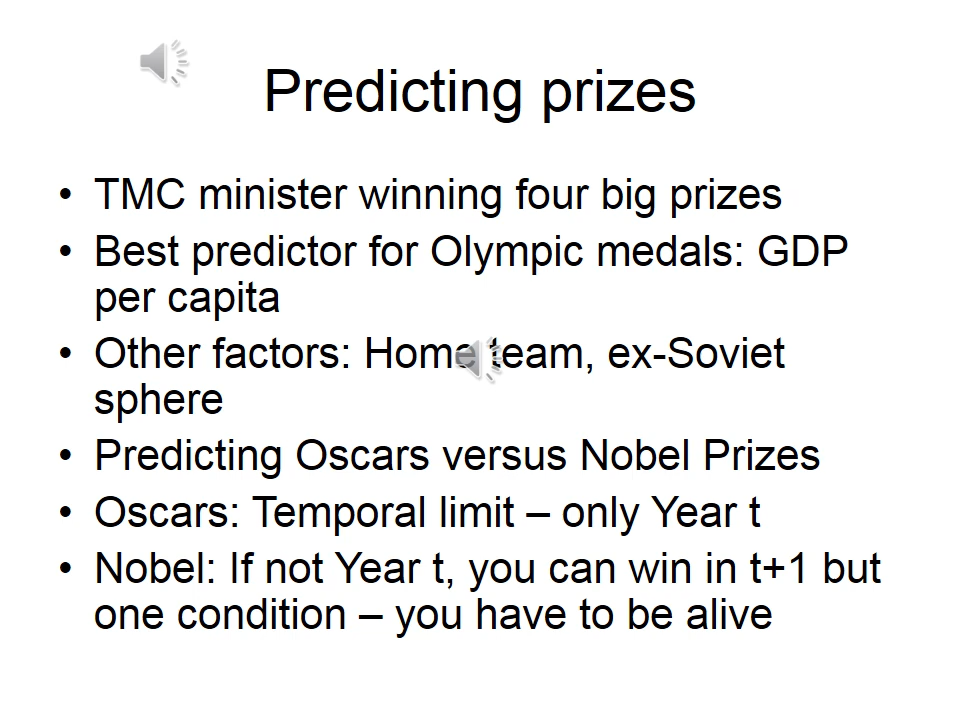 Predicting prizes
• TMC minister winning four big prizes
• Best predictor for Olympic medals: GDP
per capita
• Other factors: Home team, ex-Soviet
sphere
• Predicting Oscars versus Nobel Prizes
• Oscars: Temporal limit – only Year t
• Nobel: If not Year t, you can win in t+1 but
one condition – you have to be alive